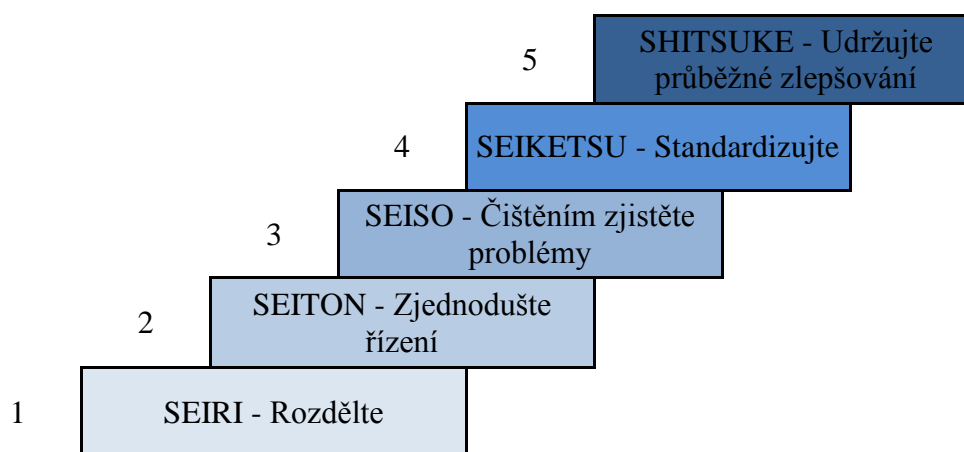 5
SHITSUKE - Udržujte
průběžné zlepšování
4
SEIKETSU - Standardizujte
3
SEISO - Čištěním zjistěte
problémy
2
SEITON - Zjednodušte
řízení
1
SEIRI - Rozdělte